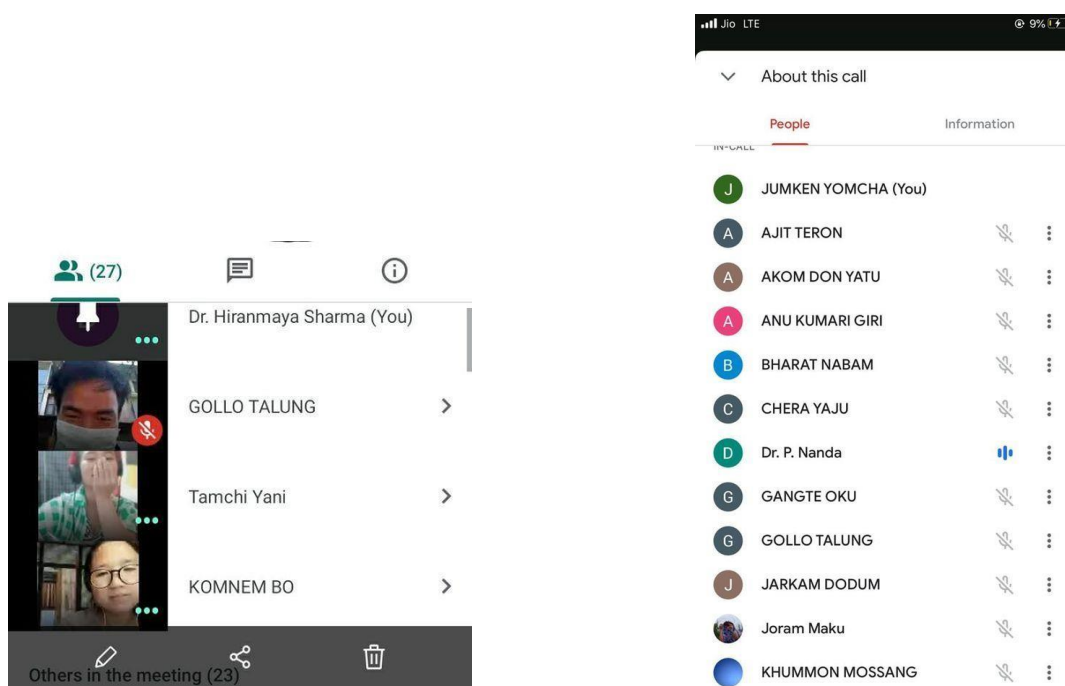 (27)
Dr. Hiranmaya Sharma (You)
GOLLO TALUNG
Tamchi Yani
KOMNEM BO
Others in the meeting (23)
Jio LTE
9%
About this call
People
Information
IN-CALL
J
JUMKEN YOMCHA (You)
A
AJIT TERON
A
AKOM DON YATU
A
ANU KUMARI GIRI
B
BHARAT NABAM
C
CHERA YAJU
D
Dr. P. Nanda
G
GANGTE OKU
G
GOLLO TALUNG
J
JARKAM DODUM
Joram Maku
KHUMMON MOSSANG